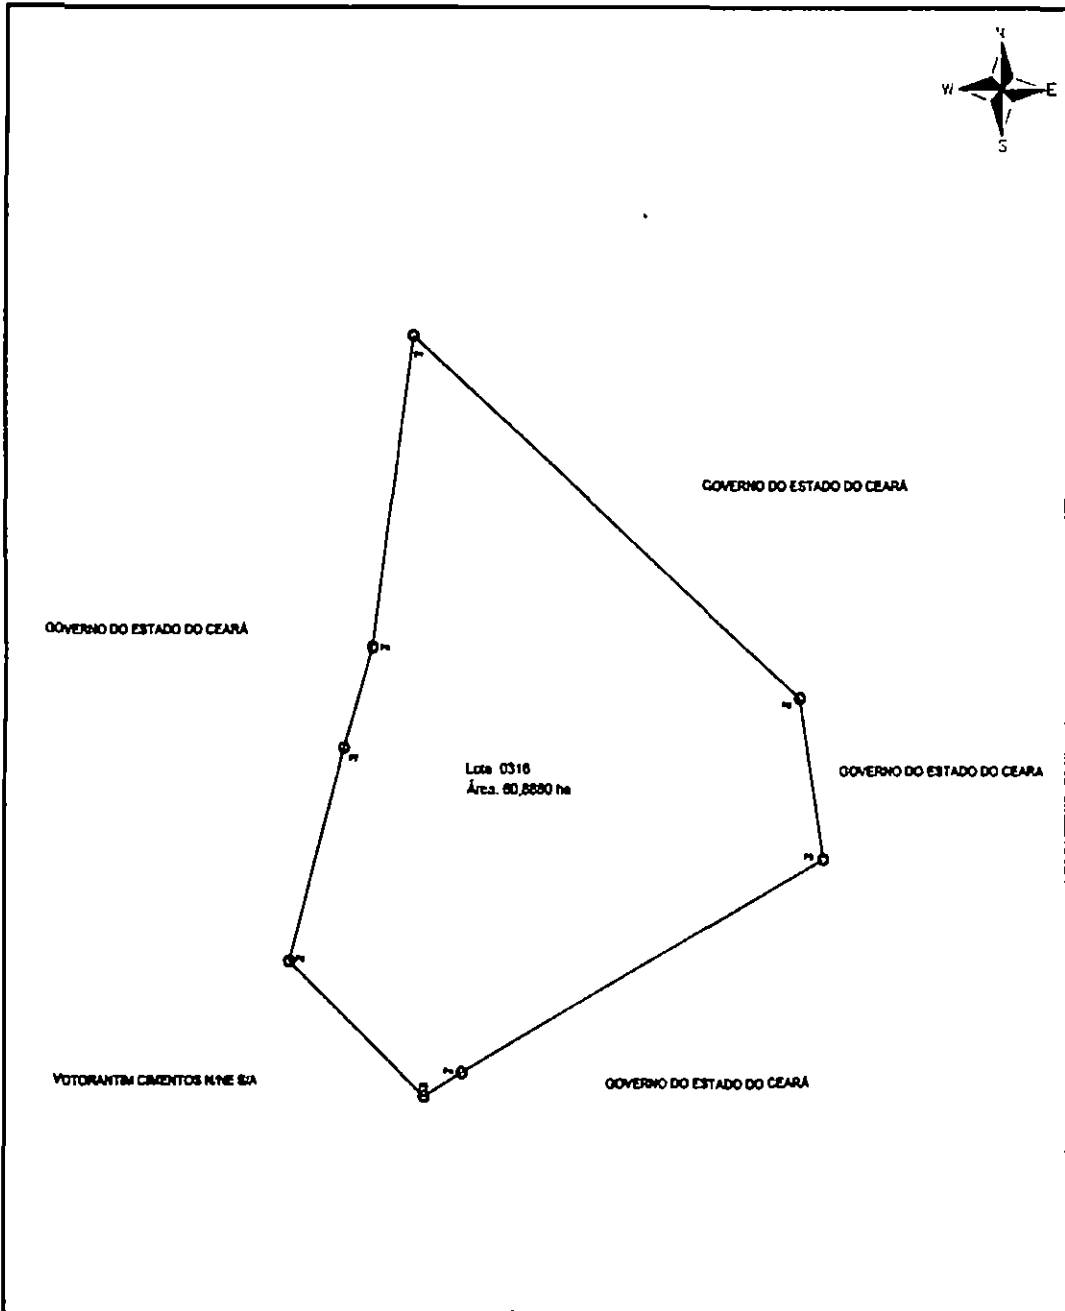 N
W E
S
GOVERNO DO ESTADO DO CEARÁ
GOVERNO DO ESTADO DO CEARÁ
Lote 0316
Área. 60,8880 ha
GOVERNO DO ESTADO DO CEARA
VOTORANTIM CIMENTOS N/NE S/A
GOVERNO DO ESTADO DO CEARÁ